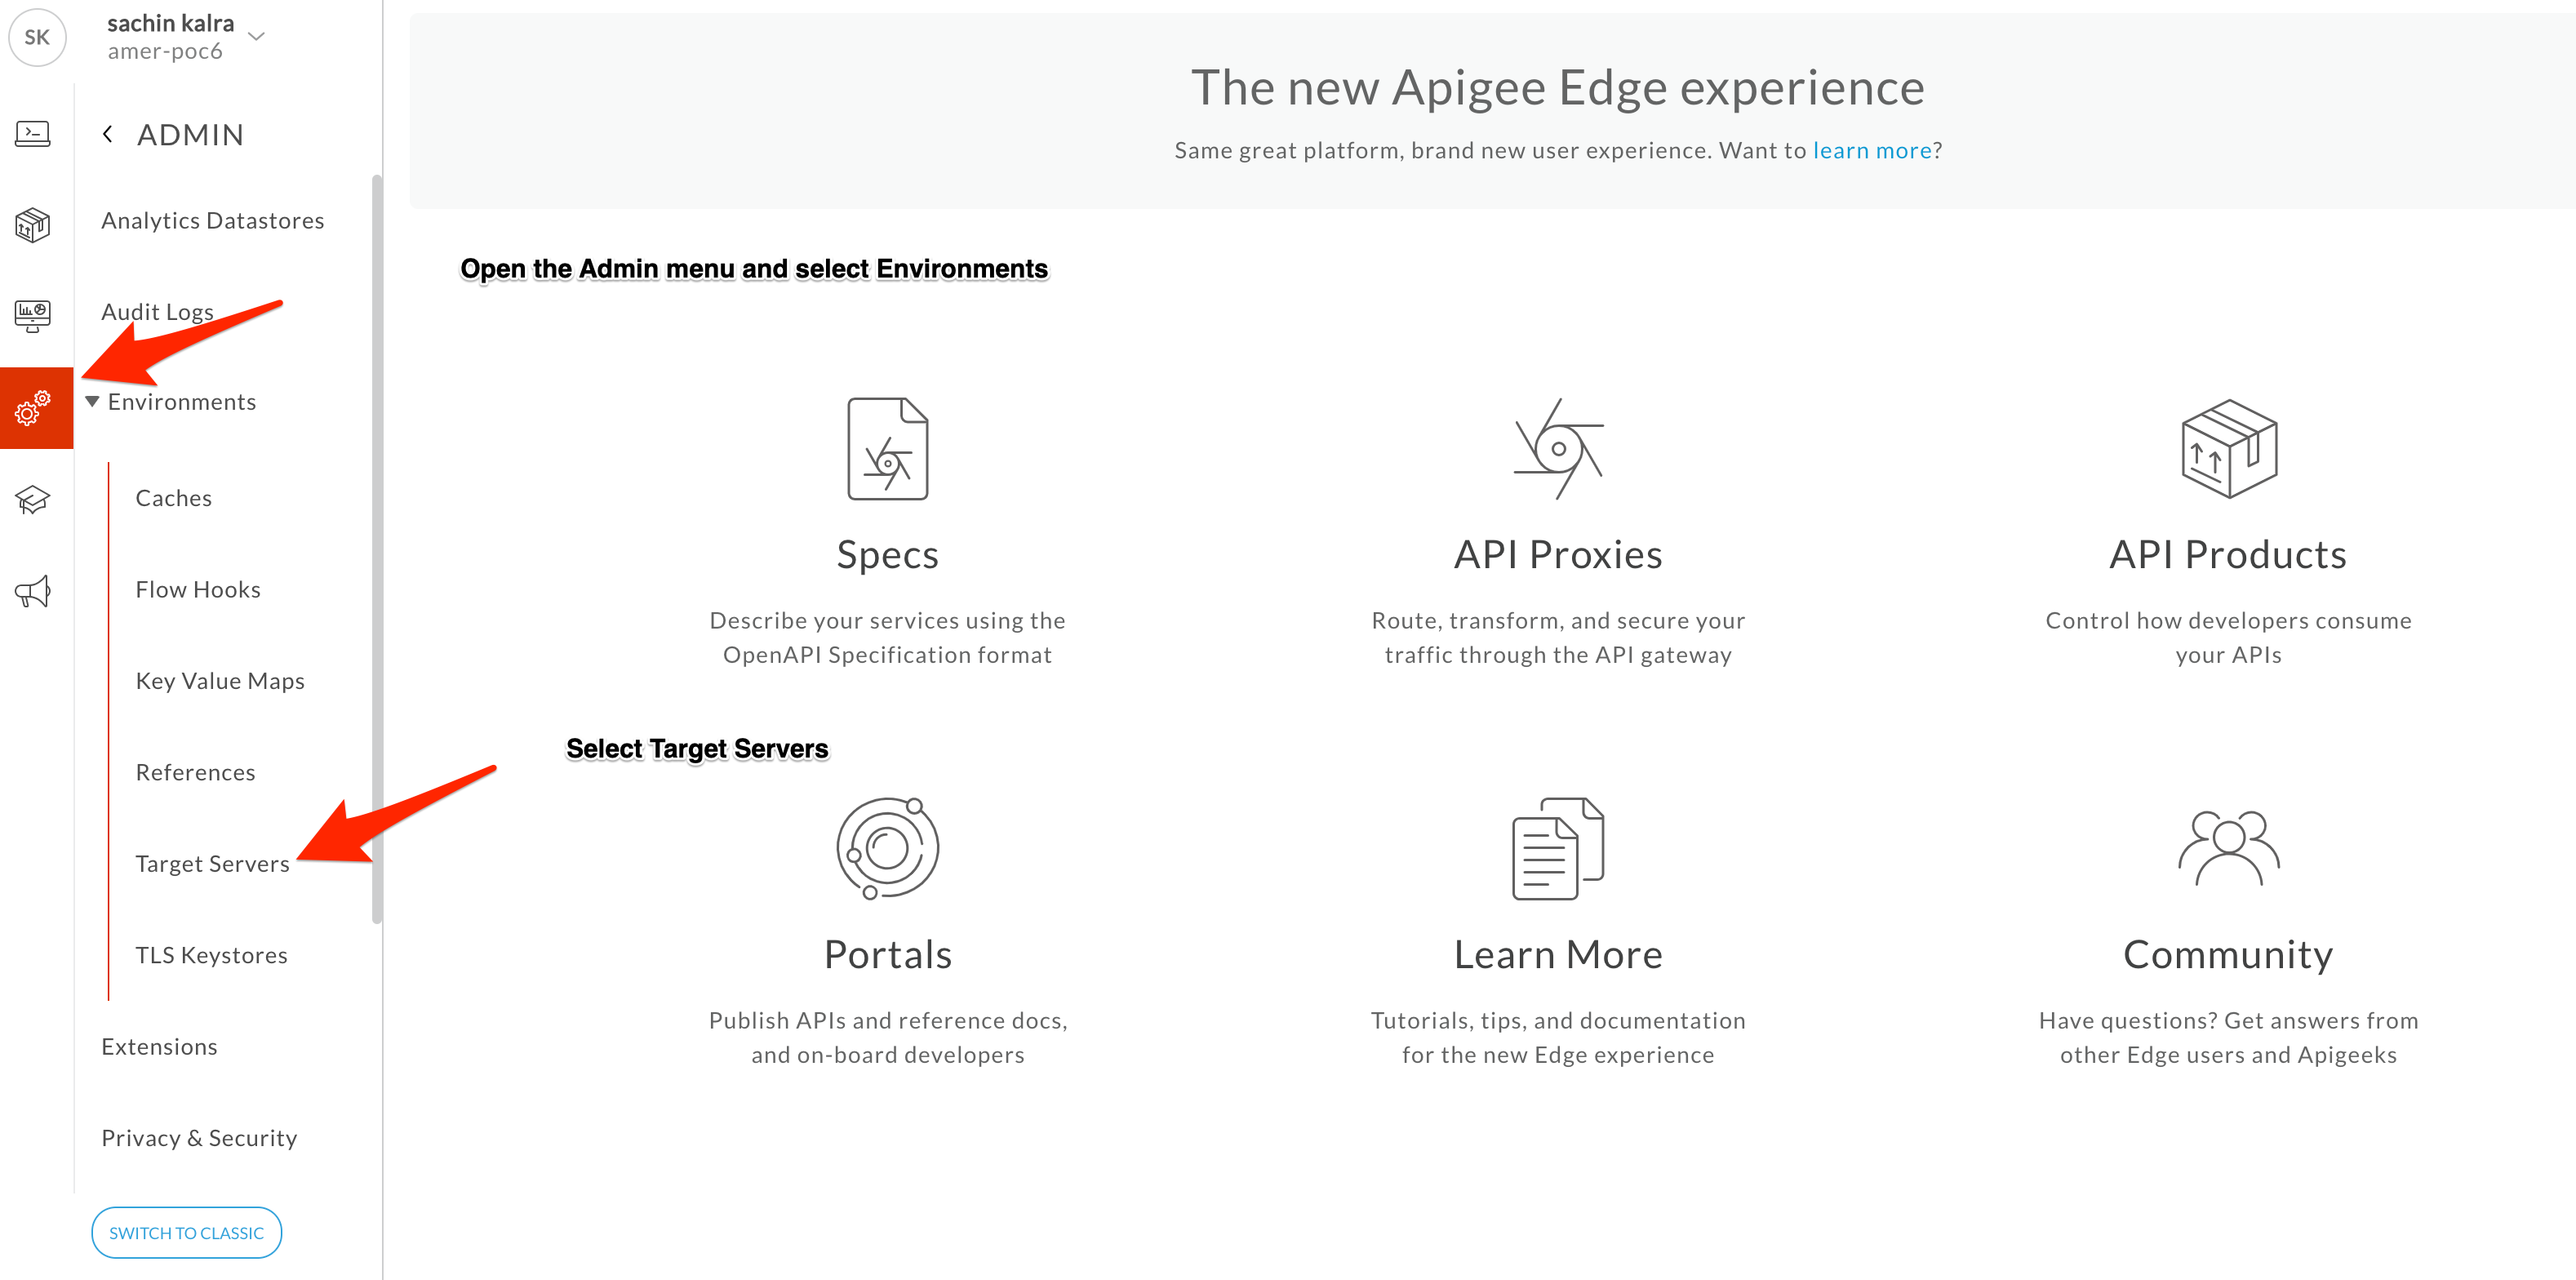 SK
sachin kalra
amer-poc6
ADMIN
Analytics Datastores
Audit Logs
Environments
Caches
Flow Hooks
Key Value Maps
References
Target Servers
TLS Keystores
Extensions
Privacy & Security
SWITCH TO CLASSIC
The new Apigee Edge experience
Same great platform, brand new user experience. Want to learn more?
Open the Admin menu and select Environments
Specs
Describe your services using the
OpenAPI Specification format
API Proxies
Route, transform, and secure your
traffic through the API gateway
API Products
Control how developers consume
your APIs
Select Target Servers
Portals
Publish APIs and reference docs,
and on-board developers
Learn More
Tutorials, tips, and documentation
for the new Edge experience
Community
Have questions? Get answers from
other Edge users and Apigeeks